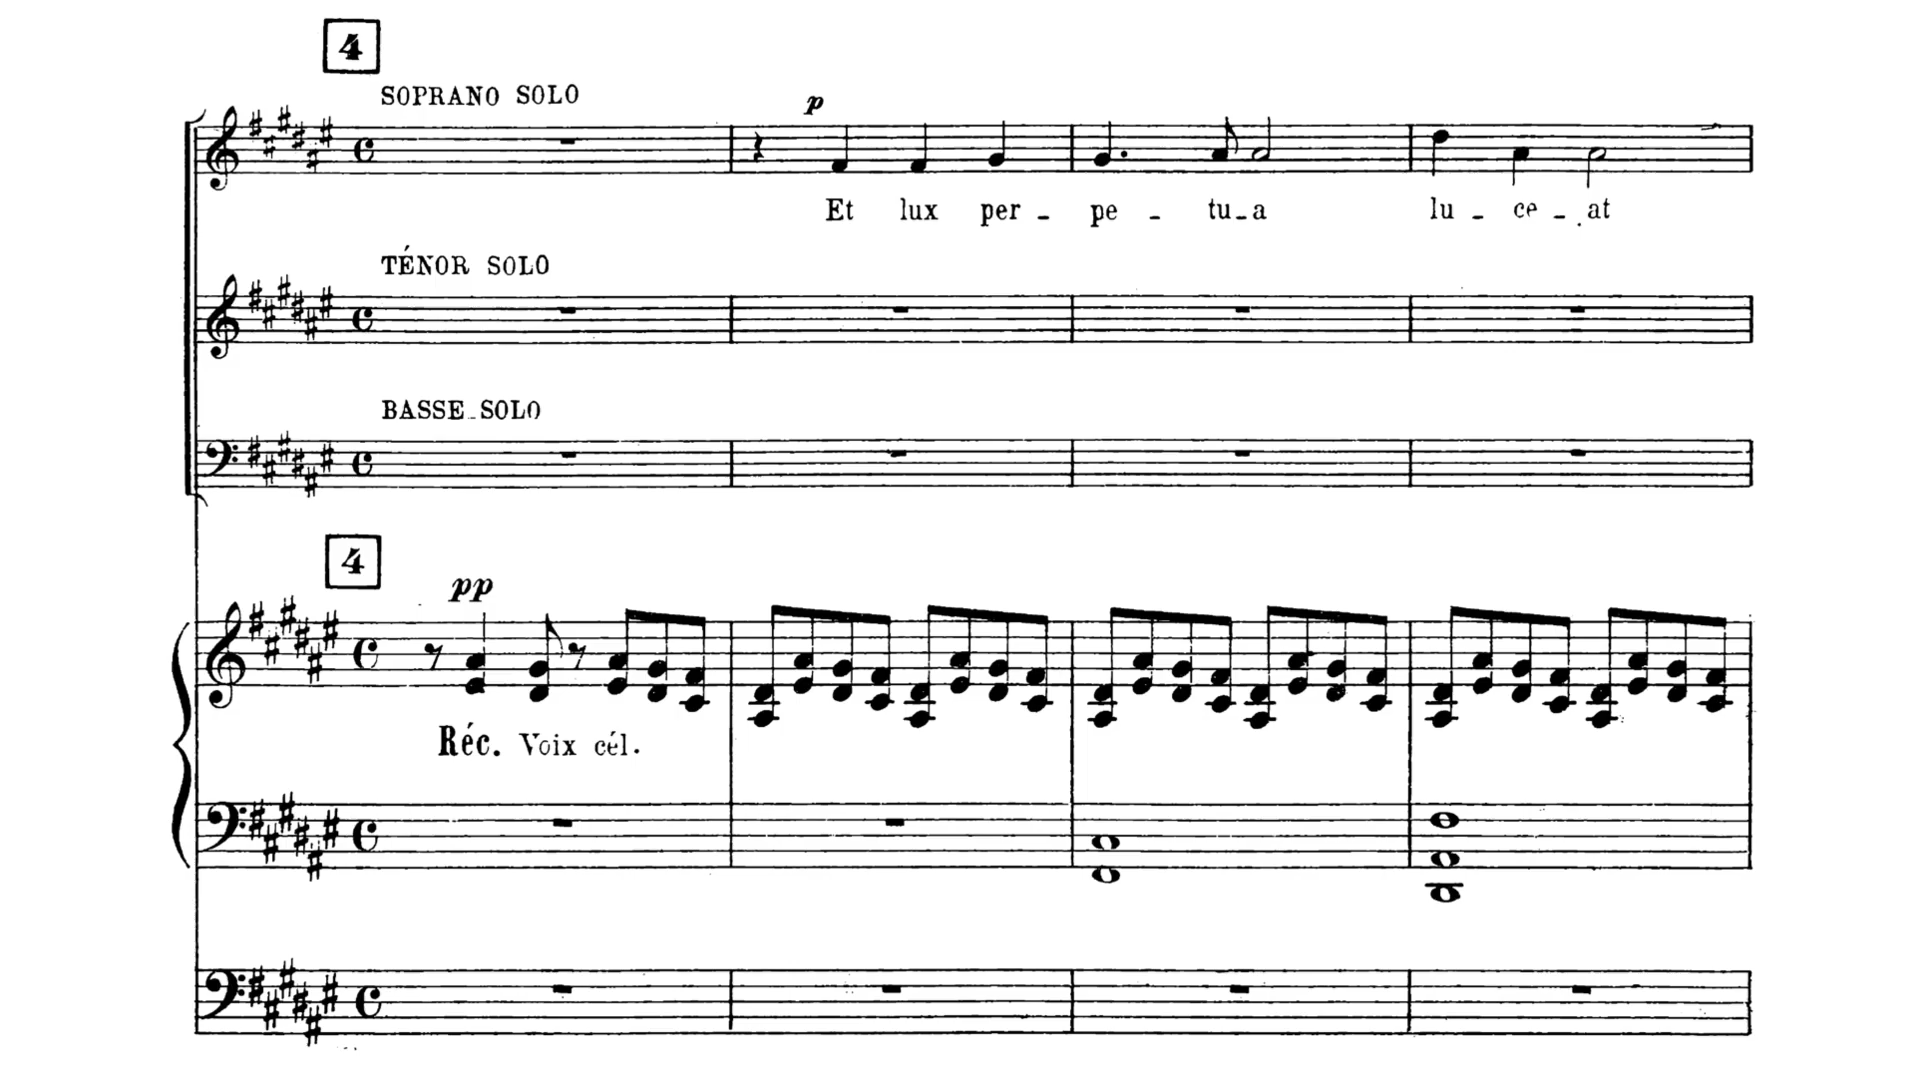 4
SOPRANO SOLO
p
Et lux per - pe - tu - a lu - ce - at
TÉNOR SOLO
BASSE SOLO
4
pp
Réc. Voix cél.